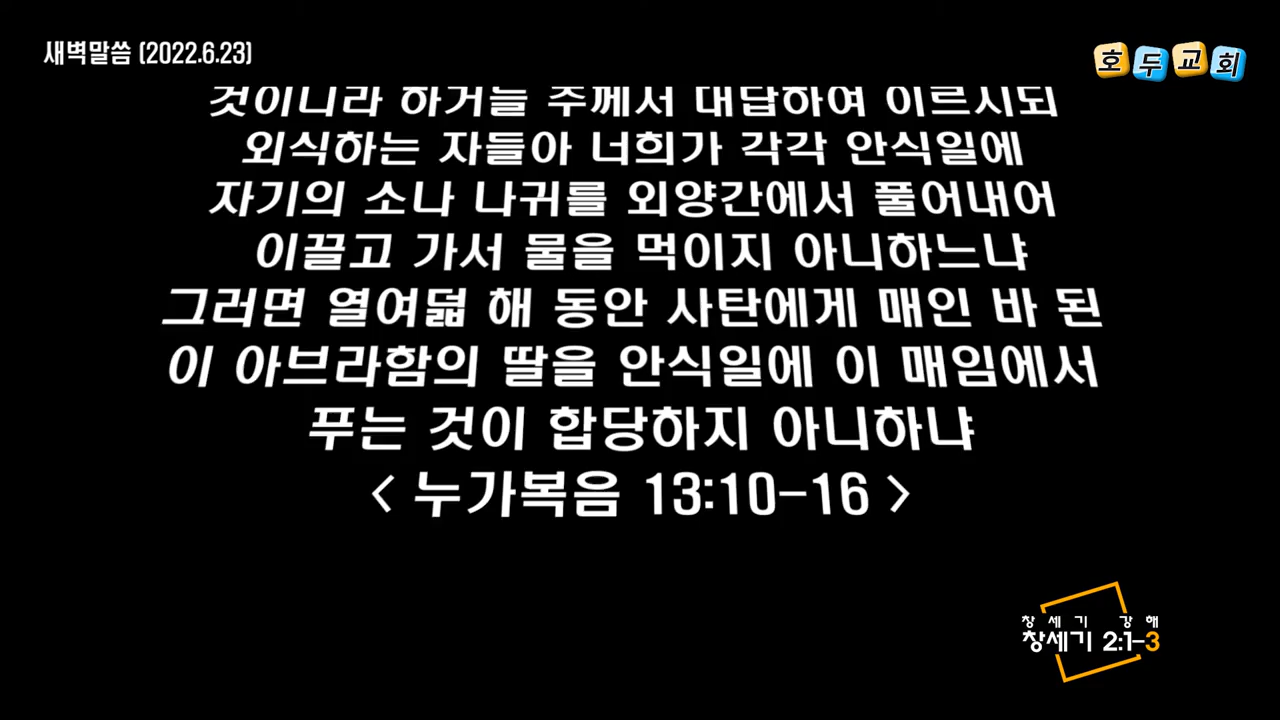 새벽말씀 (2022.6.23)
호두교회
것이니라 하거늘 주께서 대답하여 이르시되
외식하는 자들아 너희가 각각 안식일에
자기의 소나 나귀를 외양간에서 풀어내어
이끌고 가서 물을 먹이지 아니하느냐
그러면 열여덟 해 동안 사탄에게 매인 바 된
이 아브라함의 딸을 안식일에 이 매임에서
푸는 것이 합당하지 아니하냐
< 누가복음 13:10-16 >
창세기 강해
창세기 2:1-3